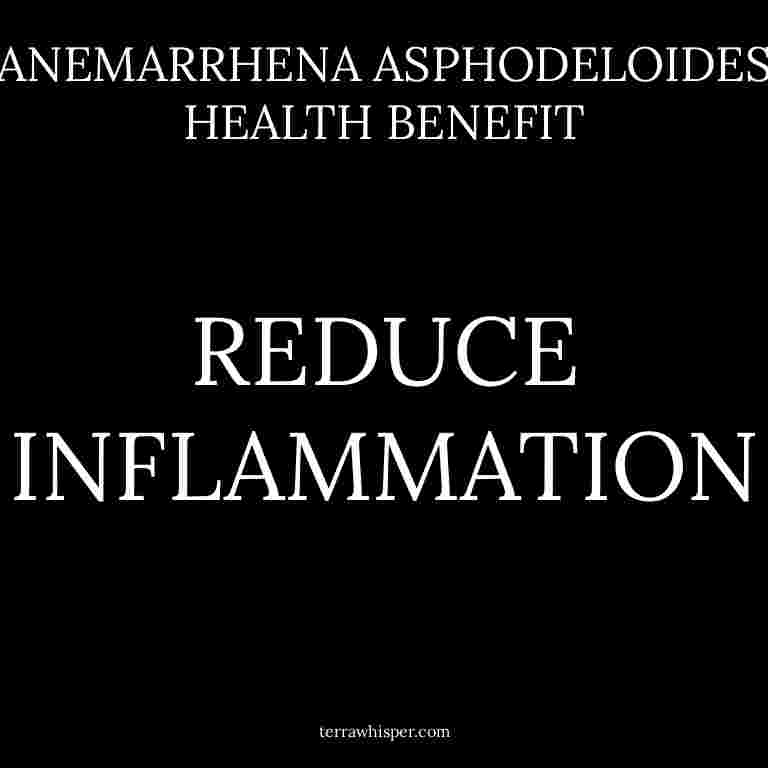 ANEMARRHENA ASPHODELOIDES
HEALTH BENEFIT
REDUCE
INFLAMMATION
terrawhisper.com